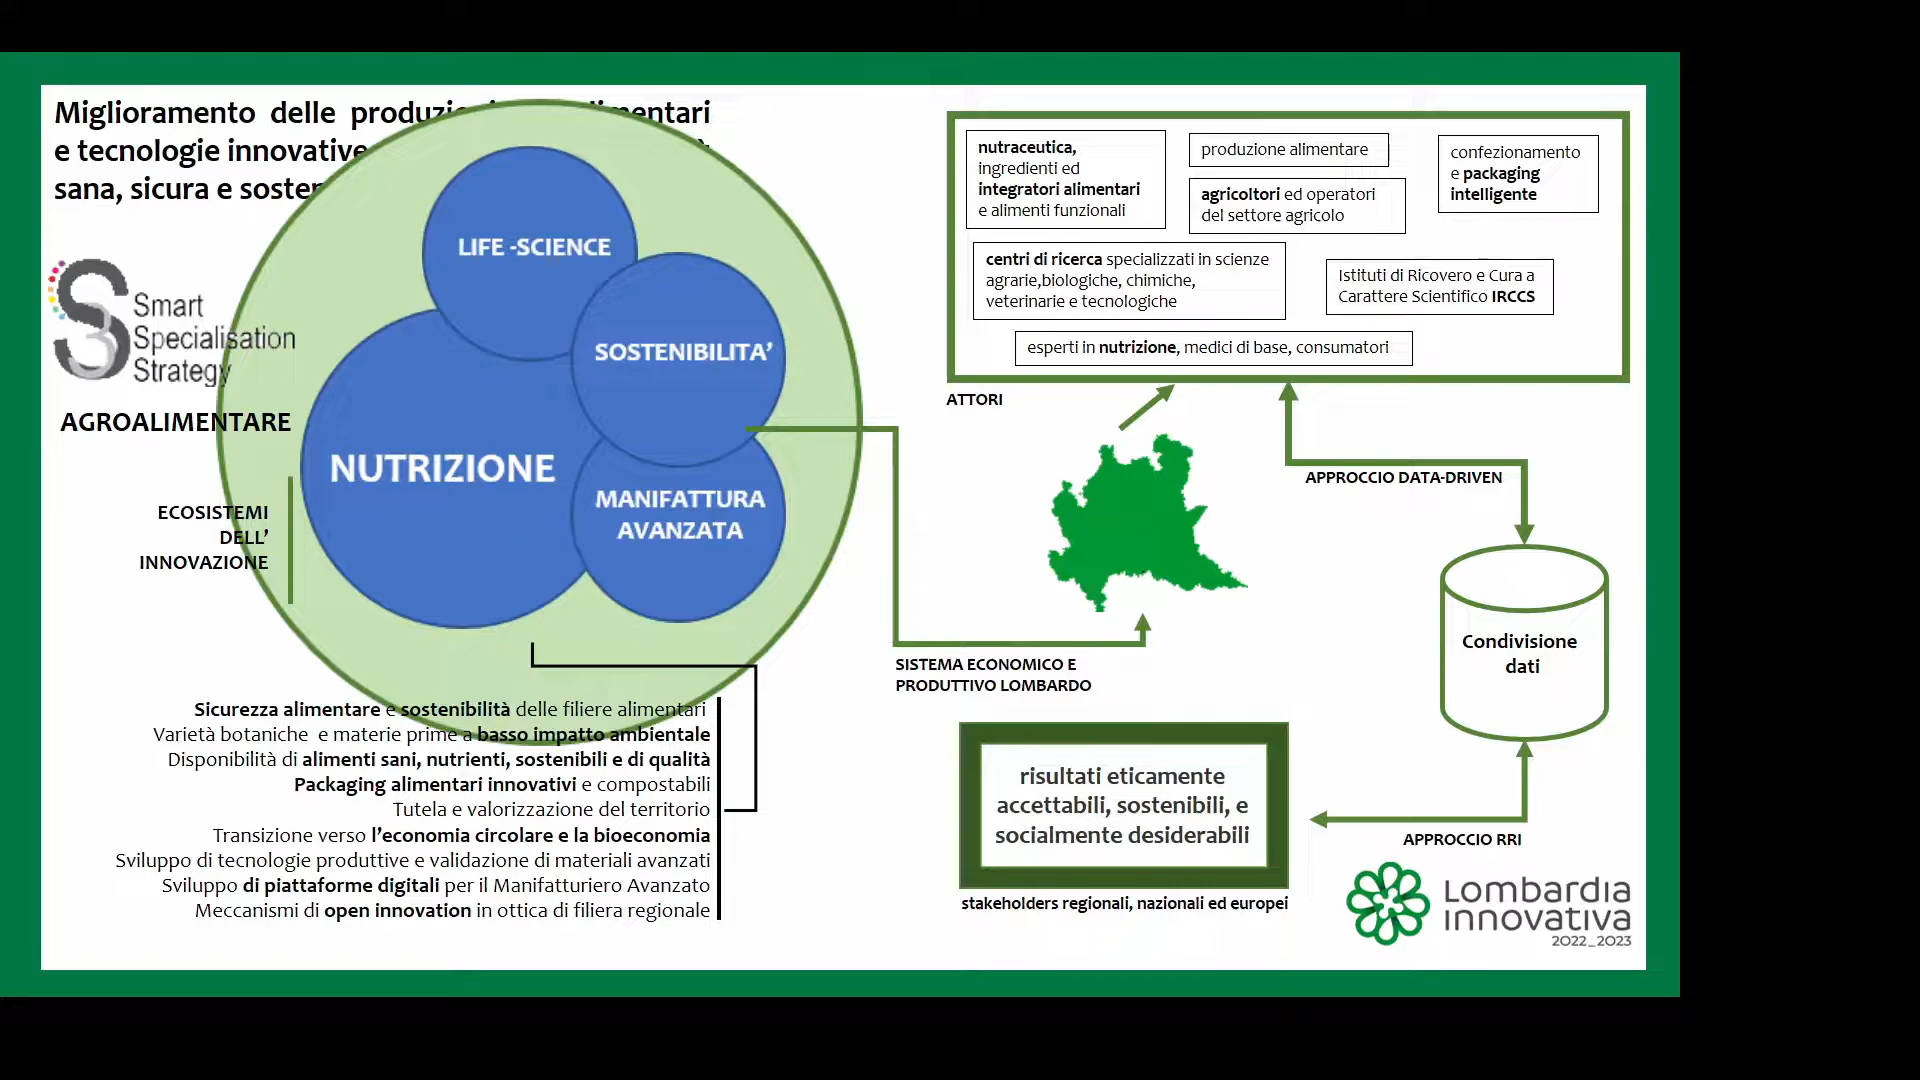 Miglioramento delle
e tecnologie innovative
sana, sicura e
Smart
Specialisation
Strategy
AGROALIMENTARE
ECOSISTEMI
DELL’
INNOVAZIONE
LIFE -SCIENCE
SOSTENIBILITA’
NUTRIZIONE
MANIFATTURA
AVANZATA
Sicurezza alimentare e sostenibilità delle filiere alimentari
Varietà botaniche e materie prime a basso impatto ambientale
Disponibilità di alimenti sani, nutrienti, sostenibili e di qualità
Packaging alimentari innovativi e compostabili
Tutela e valorizzazione del territorio
Transizione verso l’economia circolare e la bioeconomia
Sviluppo di tecnologie produttive e validazione di materiali avanzati
Sviluppo di piattaforme digitali per il Manifatturiero Avanzato
Meccanismi di open innovation in ottica di filiera regionale
nutraceutica,
ingredienti ed
integratori alimentari
e alimenti funzionali
produzione alimentare
agricoltori ed operatori
del settore agricolo
confezionamento
e packaging
intelligente
centri di ricerca specializzati in scienze
agrarie,biologiche, chimiche,
veterinarie e tecnologiche
Istituti di Ricovero e Cura a
Carattere Scientifico IRCCS
esperti in nutrizione, medici di base, consumatori
ATTORI
APPROCCIO DATA-DRIVEN
Condivisione
dati
SISTEMA ECONOMICO E
PRODUTTIVO LOMBARDO
risultati eticamente
accettabili, sostenibili, e
socialmente desiderabili
stakeholders regionali, nazionali ed europei
APPROCCIO RRI
Lombardia
innovativa
2022_2023